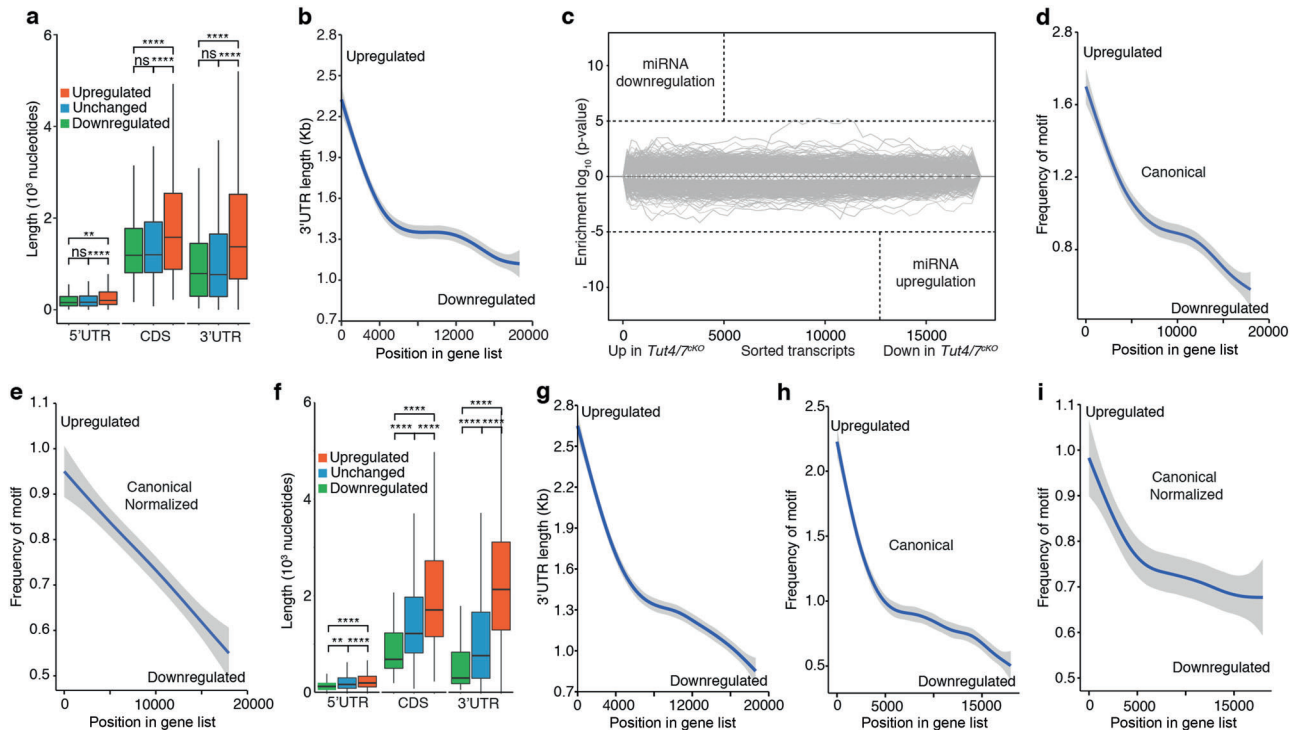 a
6
4
2
0
Length (10³ nucleotides)
****
ns ****
****
ns ****
**
ns ****
Upregulated
Unchanged
Downregulated
5'UTR
CDS
3'UTR
b
2.8
2.5
2.2
1.9
1.6
1.3
1.0
0.7
3'UTR length (Kb)
Upregulated
Downregulated
0
4000
8000
12000
16000
20000
Position in gene list
c
10
5
0
-5
-10
Enrichment log₁₀ (p-value)
miRNA
downregulation
miRNA
upregulation
0
5000
10000
15000
Up in Tut4/7cKO
Sorted transcripts
Down in Tut4/7cKO
d
2.8
1.6
1.2
0.8
Frequency of motif
Upregulated
Canonical
Downregulated
0
5000
10000
20000
Position in gene list
e
1.1
1.0
0.9
0.8
0.7
0.6
0.5
Frequency of motif
Upregulated
Canonical
Normalized
Downregulated
0
10000
20000
Position in gene list
f
6
4
2
0
Length (10³ nucleotides)
****
**** ****
****
**** ****
Upregulated
Unchanged
Downregulated
****
** ****
5'UTR
CDS
3'UTR
g
2.8
2.5
2.2
1.9
1.6
1.3
1.0
0.7
3'UTR length (Kb)
Upregulated
Downregulated
0
4000
12000
20000
Position in gene list
h
2.5
2.0
1.5
1.0
0.5
Frequency of motif
Upregulated
Canonical
Downregulated
0
5000
10000
15000
Position in gene list
i
1.1
1.0
0.9
0.8
0.7
0.6
0.5
Frequency of motif
Upregulated
Canonical
Normalized
Downregulated
0
5000
10000
15000
Position in gene list